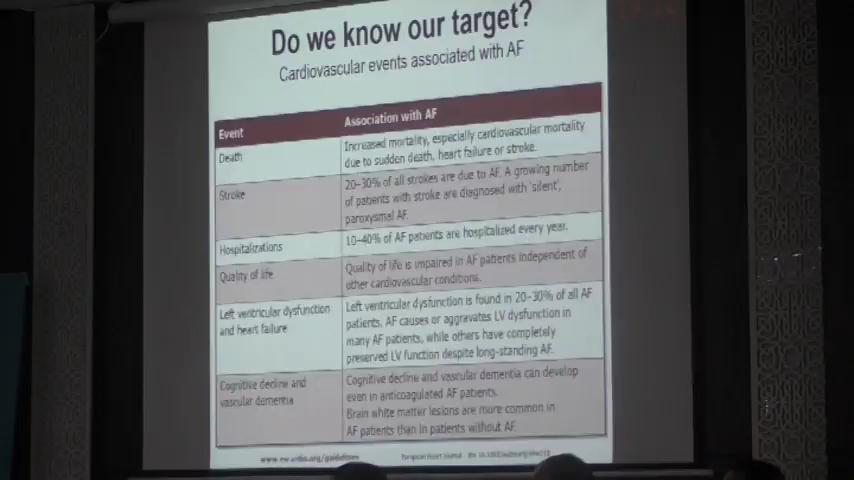 Do we know our target?
Cardiovascular events associated with AF
Event
Association with AF
Death
Increased mortality, especially cardiovascular mortality
due to sudden death, heart failure or stroke.
Stroke
20–30% of all strokes are due to AF. A growing number
of patients with stroke are diagnosed with 'silent',
paroxysmal AF.
Hospitalizations
10–40% of AF patients are hospitalized every year.
Quality of life
Quality of life is impaired in AF patients independent of
other cardiovascular conditions.
Left ventricular dysfunction
and heart failure
Left ventricular dysfunction is found in 20–30% of all AF
patients. AF causes or aggravates LV dysfunction in
many AF patients, while others have completely
preserved LV function despite long-standing AF.
Cognitive decline and
vascular dementia
Cognitive decline and vascular dementia can develop
even in anticoagulated AF patients.
Brain white matter lesions are more common in
AF patients than in patients without AF.
European Heart Journal